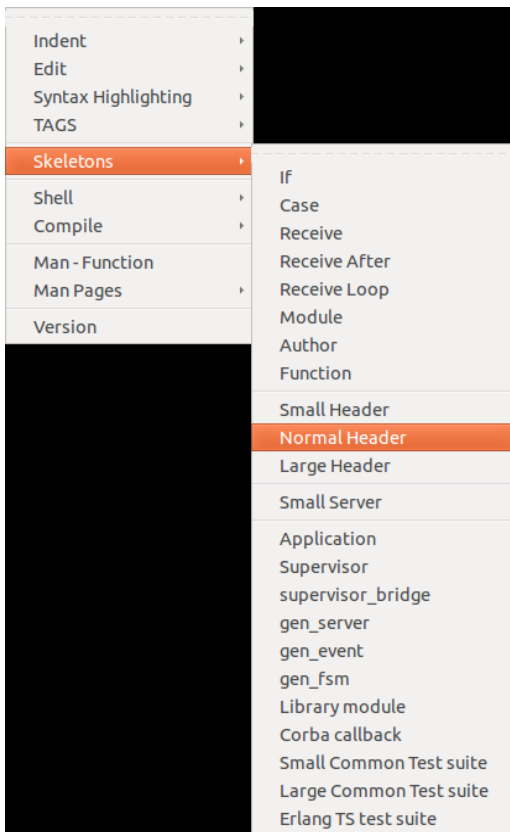 Indent
Edit
Syntax Highlighting
TAGS
Skeletons
Shell
Compile
Man - Function
Man Pages
Version
If
Case
Receive
Receive After
Receive Loop
Module
Author
Function
Small Header
Normal Header
Large Header
Small Server
Application
Supervisor
supervisor_bridge
gen_server
gen_event
gen_fsm
Library module
Corba callback
Small Common Test suite
Large Common Test suite
Erlang TS test suite